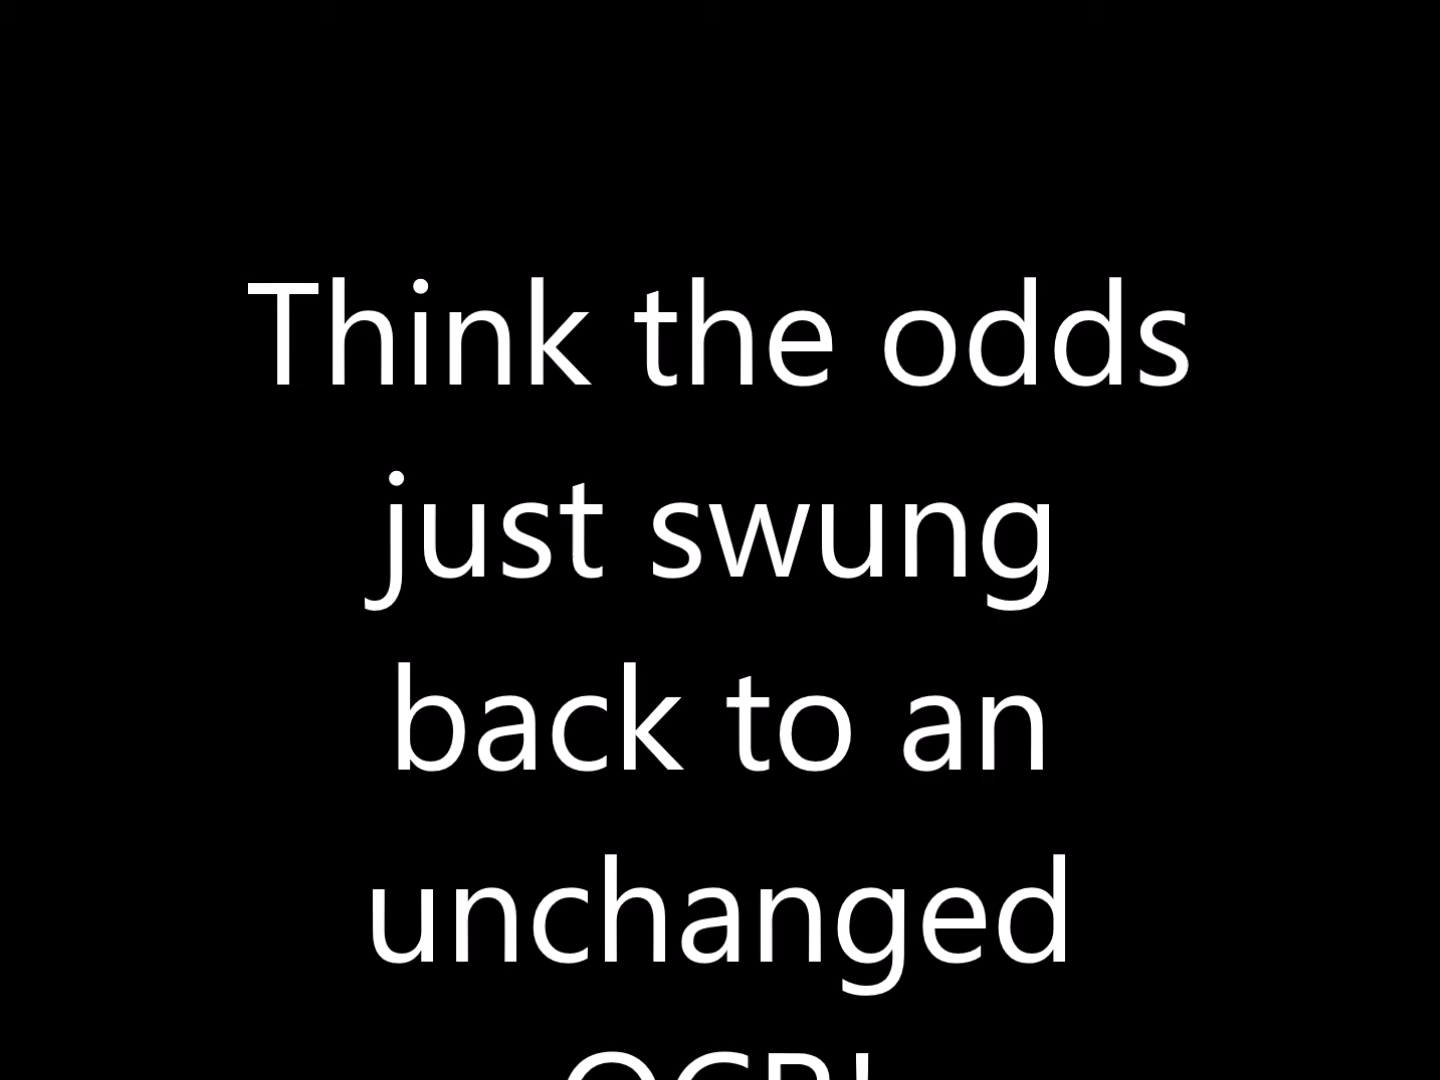 Think the odds
just swung
back to an
unchanged